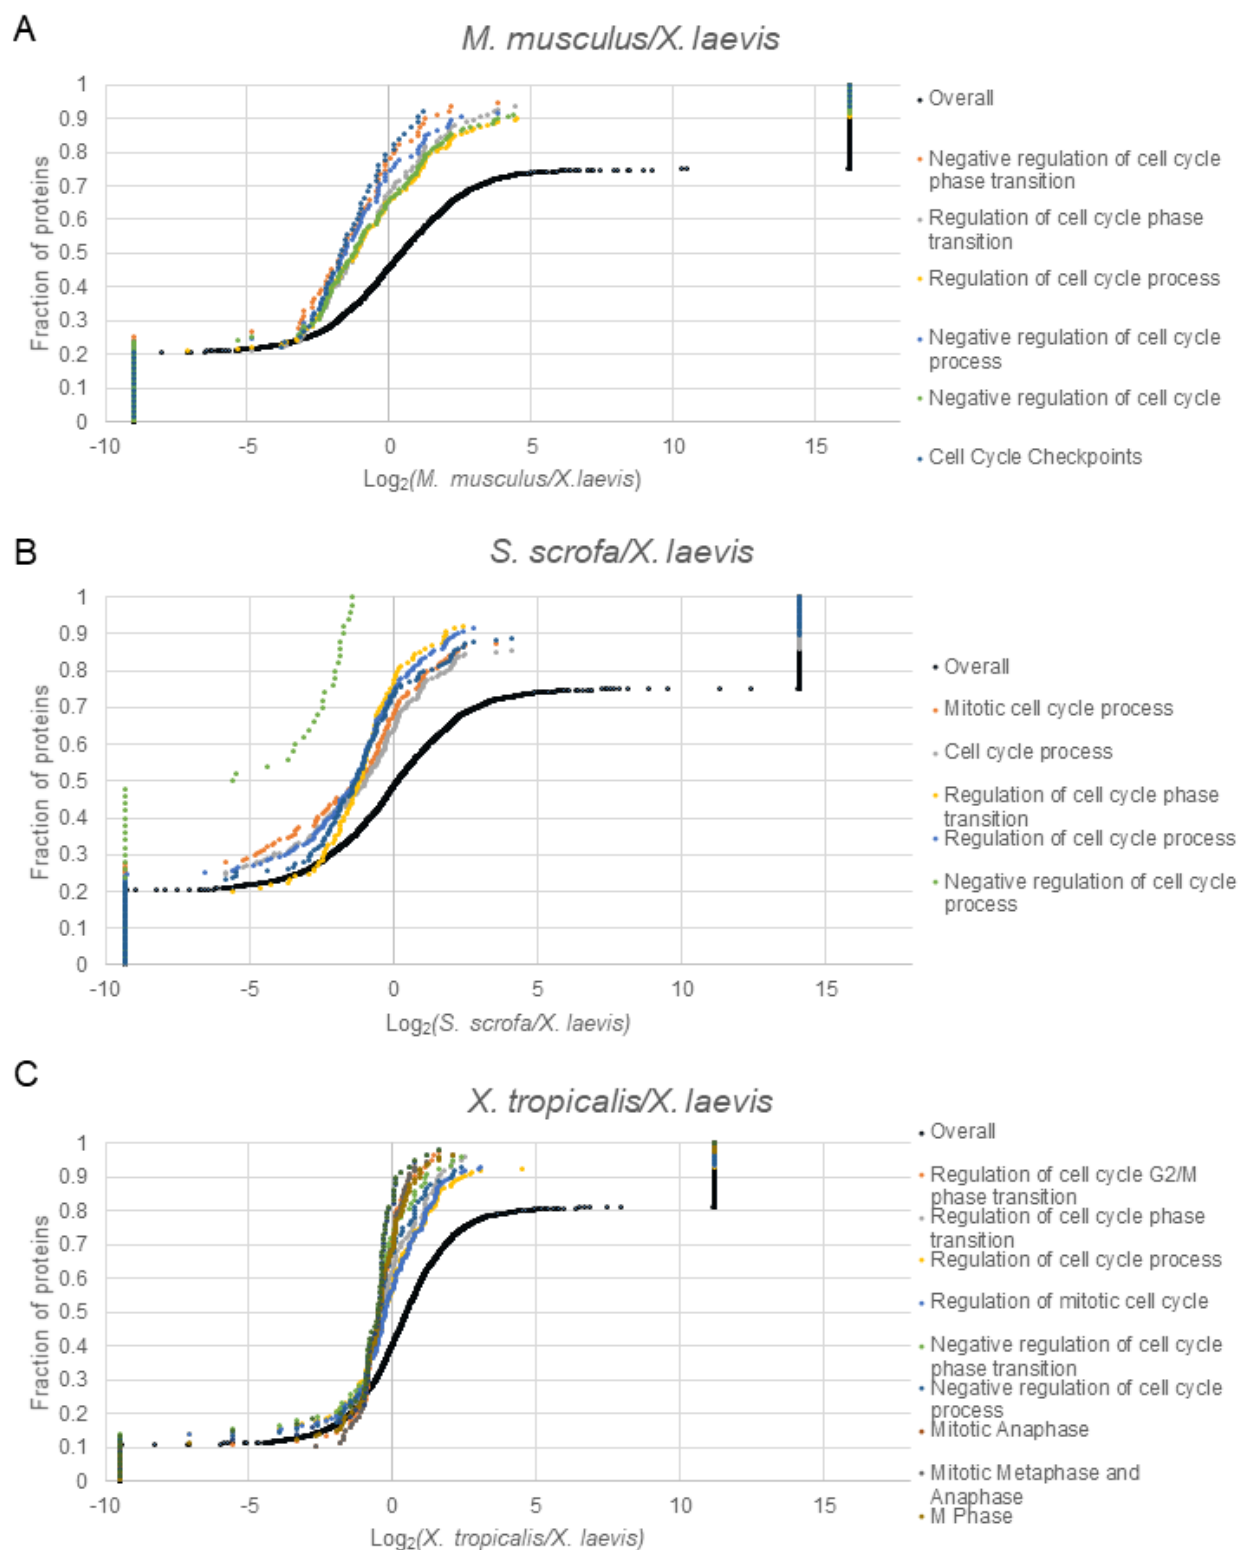 A
M. musculus/X. laevis
1
0.9
0.8
0.7
0.6
0.5
0.4
0.3
0.2
0.1
0
Fraction of proteins
-10 -5 0 5 10 15
Log2(M. musculus/X.laevis)
Overall
Negative regulation of cell cycle
phase transition
Regulation of cell cycle phase
transition
Regulation of cell cycle process
Negative regulation of cell cycle
process
Negative regulation of cell cycle
Cell Cycle Checkpoints
B
S. scrofa/X. laevis
1
0.9
0.8
0.7
0.6
0.5
0.4
0.3
0.2
0.1
0
Fraction of proteins
-10 -5 0 5 10 15
Log2(S. scrofa/X. laevis)
Overall
Mitotic cell cycle process
Cell cycle process
Regulation of cell cycle phase
transition
Regulation of cell cycle process
Negative regulation of cell cycle
process
C
X. tropicalis/X. laevis
1
0.9
0.8
0.7
0.6
0.5
0.4
0.3
0.2
0.1
0
Fraction of proteins
-10 -5 0 5 10 15
Log2(X. tropicalis/X. laevis)
Overall
Regulation of cell cycle G2/M
phase transition
Regulation of cell cycle phase
transition
Regulation of cell cycle process
Regulation of mitotic cell cycle
Negative regulation of cell cycle
phase transition
Negative regulation of cell cycle
process
Mitotic Anaphase
Mitotic Metaphase and
Anaphase
M Phase